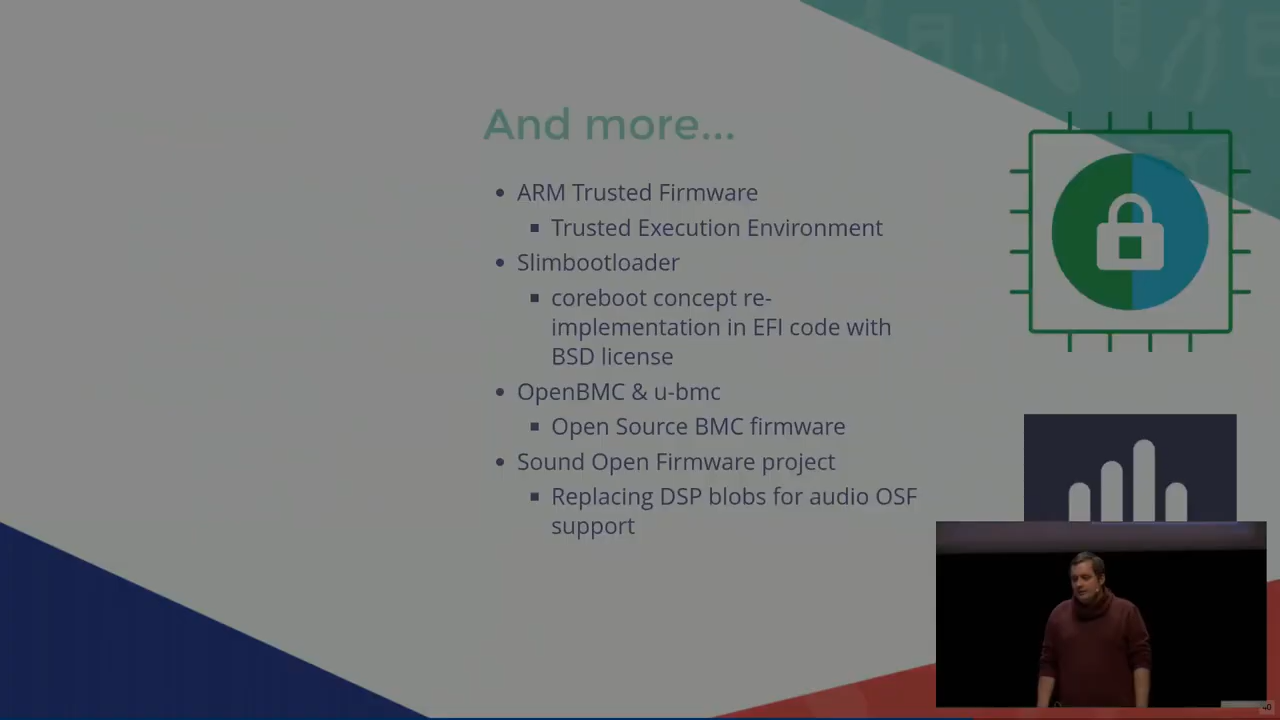 And more...
ARM Trusted Firmware
Trusted Execution Environment
Slimbootloader
coreboot concept re-
implementation in EFI code with
BSD license
OpenBMC & u-bmc
Open Source BMC firmware
Sound Open Firmware project
Replacing DSP blobs for audio OSF
support
40